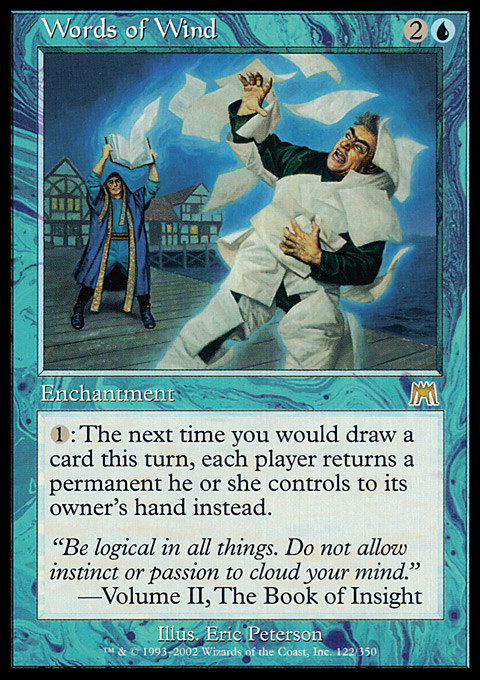 Words of Wind 2
Enchantment
1: The next time you would draw a
card this turn, each player returns a
permanent he or she controls to its
owner's hand instead.
“Be logical in all things. Do not allow
instinct or passion to cloud your mind.”
—Volume II, The Book of Insight
Illus. Eric Peterson
™ & © 1993–2002 Wizards of the Coast, Inc. 122/350